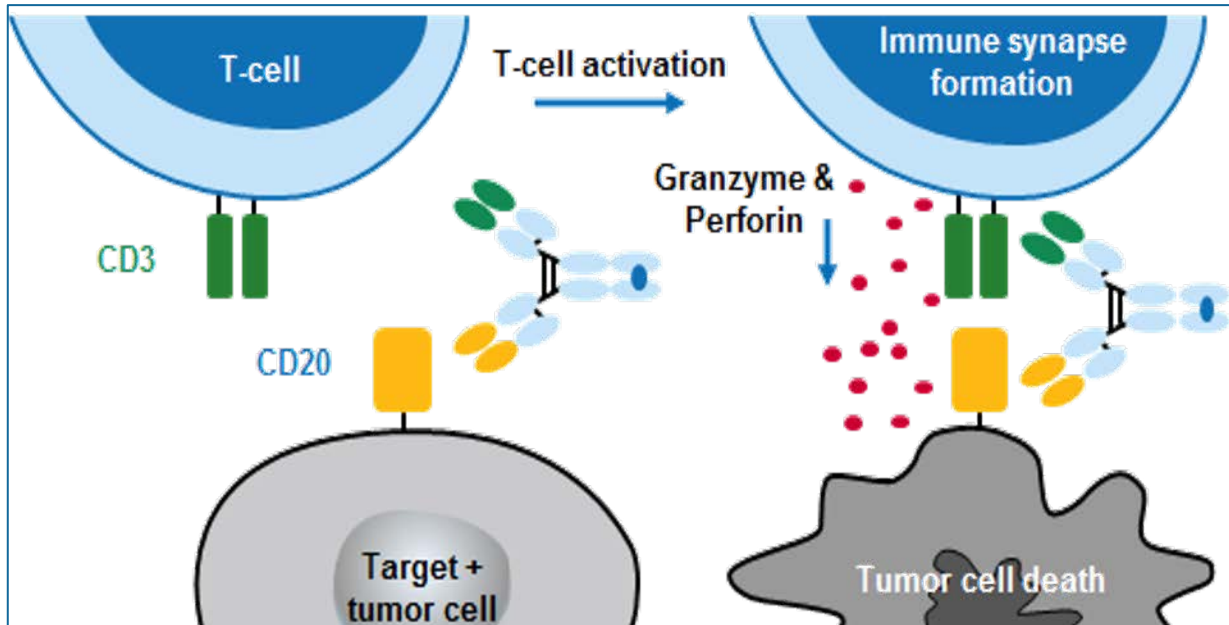 T-cell
T-cell activation
Immune synapse
formation
Granzyme &
Perforin
CD3
CD20
Target +
tumor cell
Tumor cell death